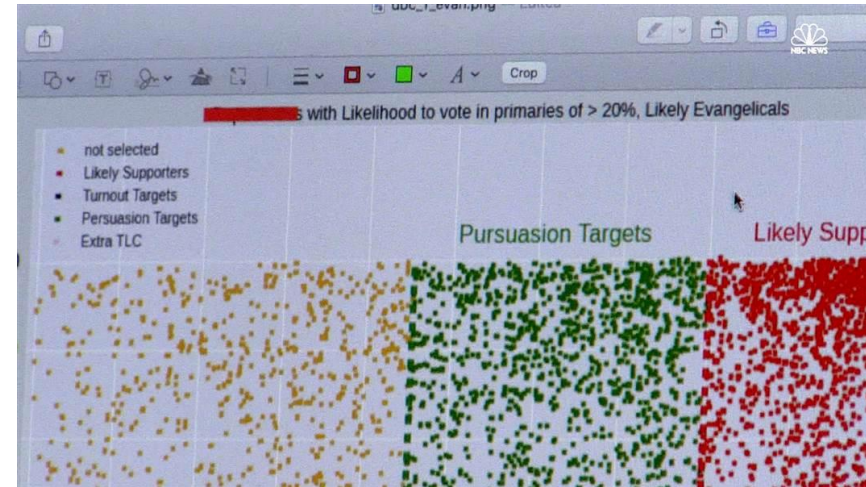 NBC NEWS
A
Crop
s with Likelihood to vote in primaries of > 20%, Likely Evangelicals
not selected
Likely Supporters
Turnout Targets
Persuasion Targets
Extra TLC
Pursuasion Targets
Likely Supp